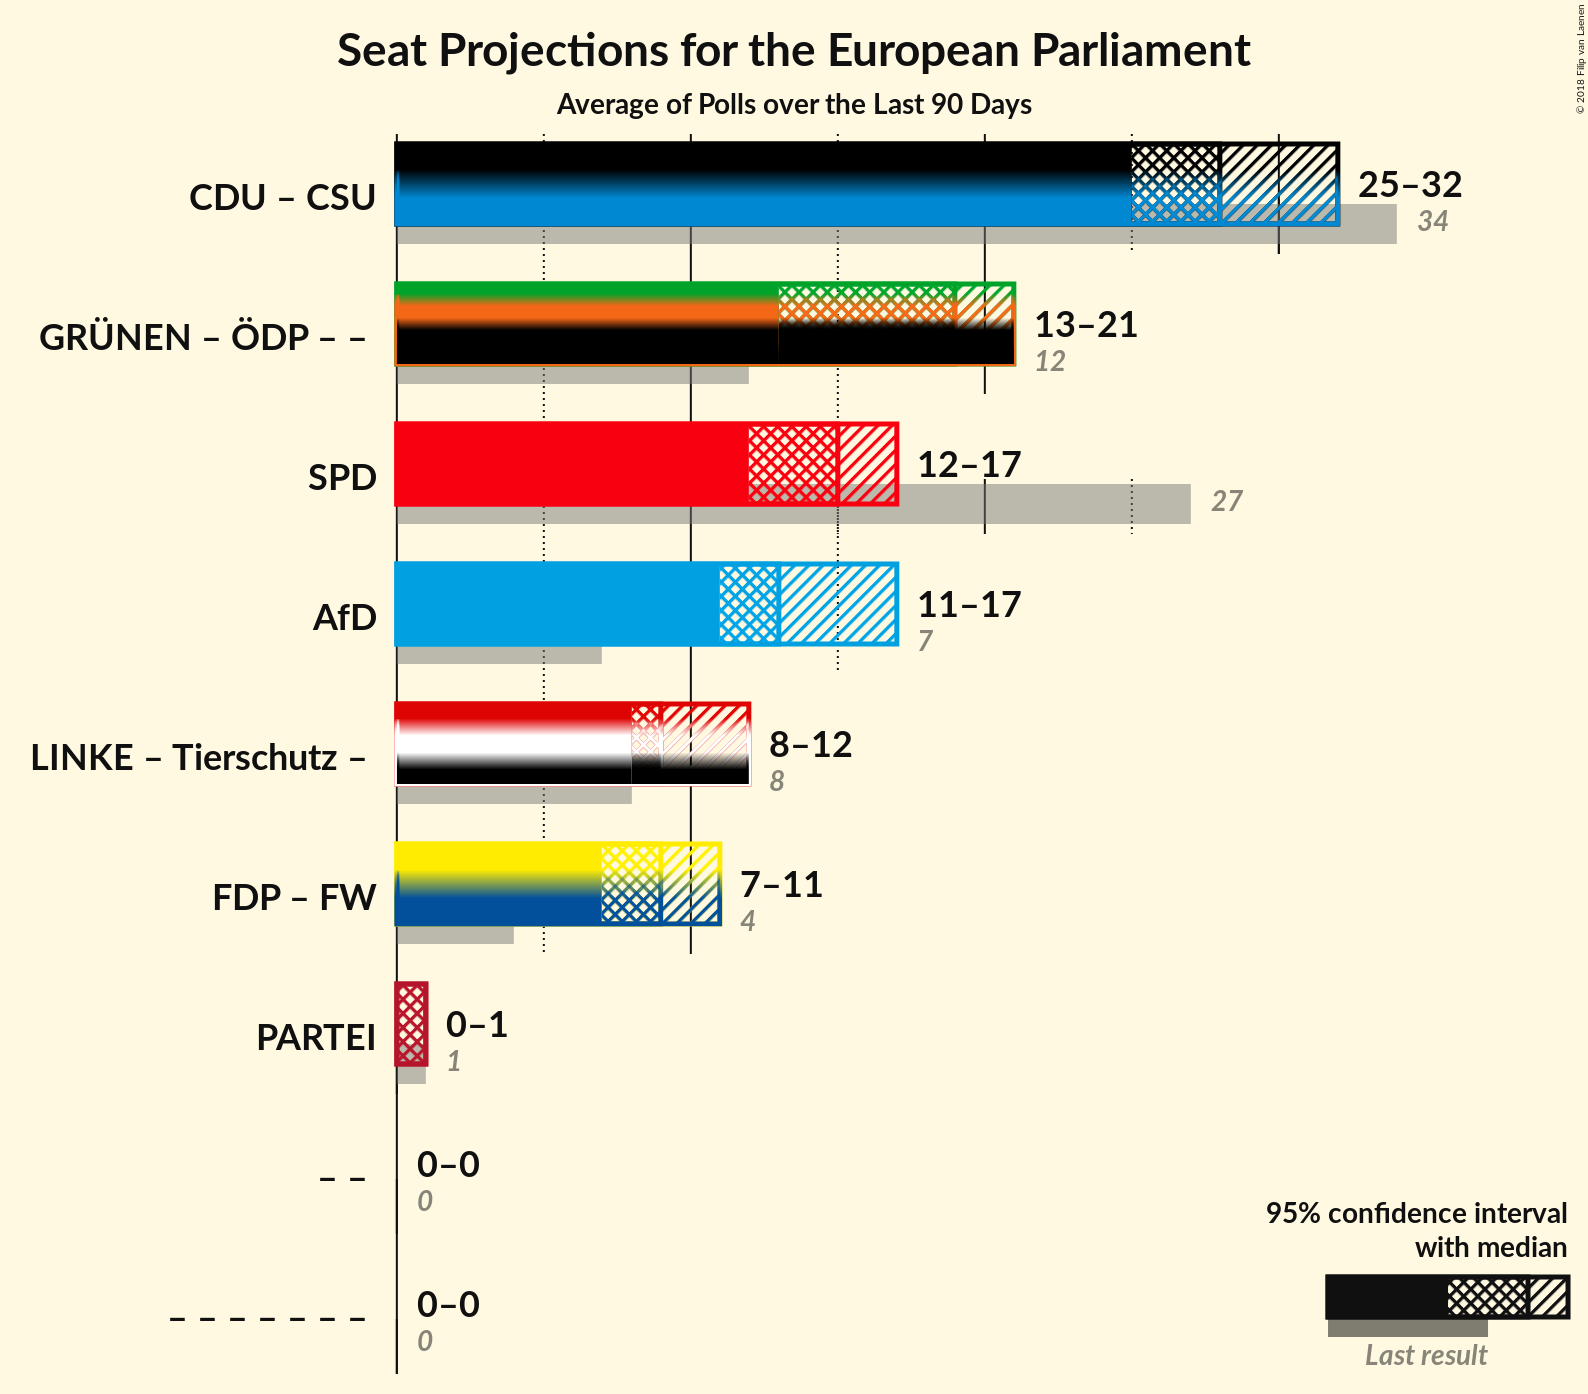 Seat Projections for the European Parliament
Average of Polls over the Last 90 Days
© 2018 Filip van Laenen
CDU – CSU
25–32
34
GRÜNEN – ÖDP – –
13–21
12
SPD
12–17
27
AfD
11–17
7
LINKE – Tierschutz –
8–12
8
FDP – FW
7–11
4
PARTEI
0–1
1
– –
0–0
0
– – – – – – –
0–0
0
95% confidence interval
with median
Last result